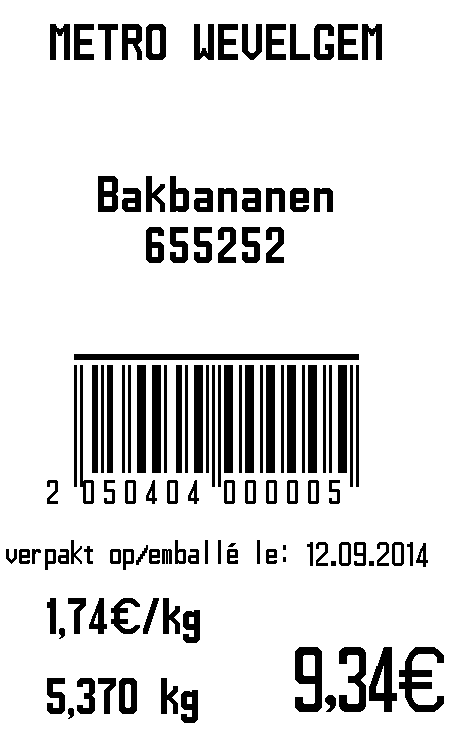 METRO WEVELGEM
Bakbananen
655252
2 050404 000005
verpakt op/emballé le: 12.09.2014
1,74€/kg
5,370 kg
9,34€